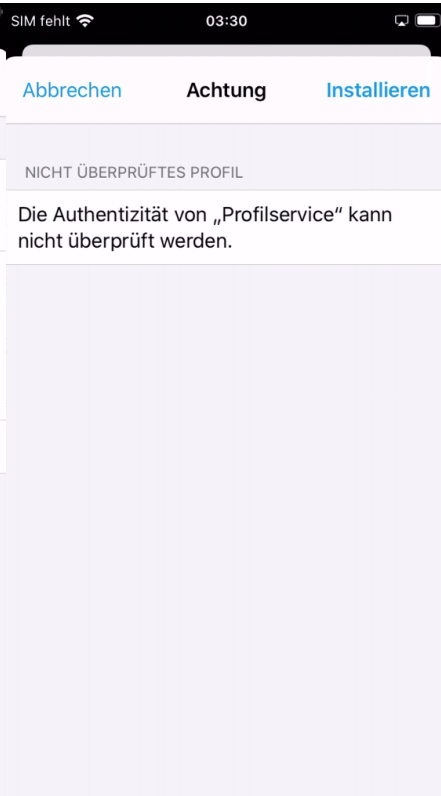 SIM fehlt
03:30
Abbrechen
Achtung
Installieren
NICHT ÜBERPRÜFTES PROFIL
Die Authentizität von „Profilservice“ kann
nicht überprüft werden.